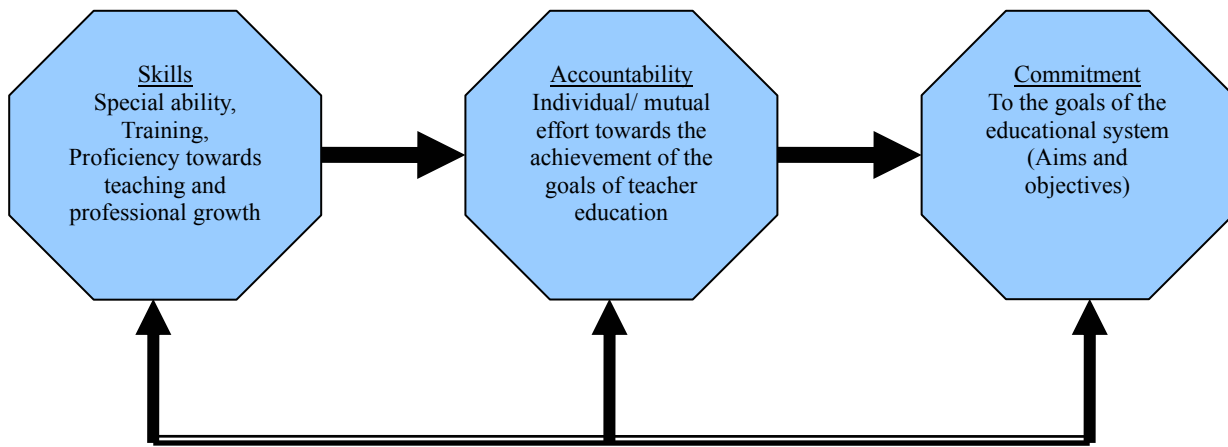 Skills
Special ability,
Training,
Proficiency towards
teaching and
professional growth
Accountability
Individual/ mutual
effort towards the
achievement of the
goals of teacher
education
Commitment
To the goals of the
educational system
(Aims and
objectives)